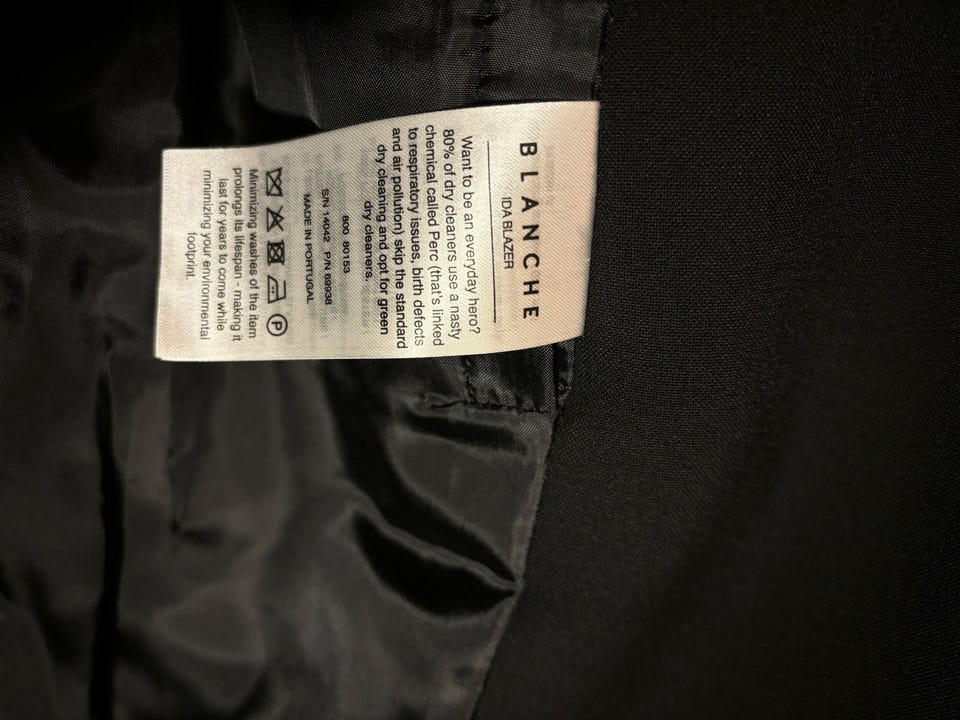 BLANCHE
IDA BLAZER
Want to be an everyday hero?
80% of dry cleaners use a nasty
chemical called Perc (that's linked
to respiratory issues, birth defects
and air pollution) skip the standard
dry cleaning and opt for green
dry cleaners.
800 80153
S/N 14042 P/N 69938
MADE IN PORTUGAL
P
Minimizing washes of the item
prolongs its lifespan - making it
last for years to come while
minimizing your environmental
footprint.